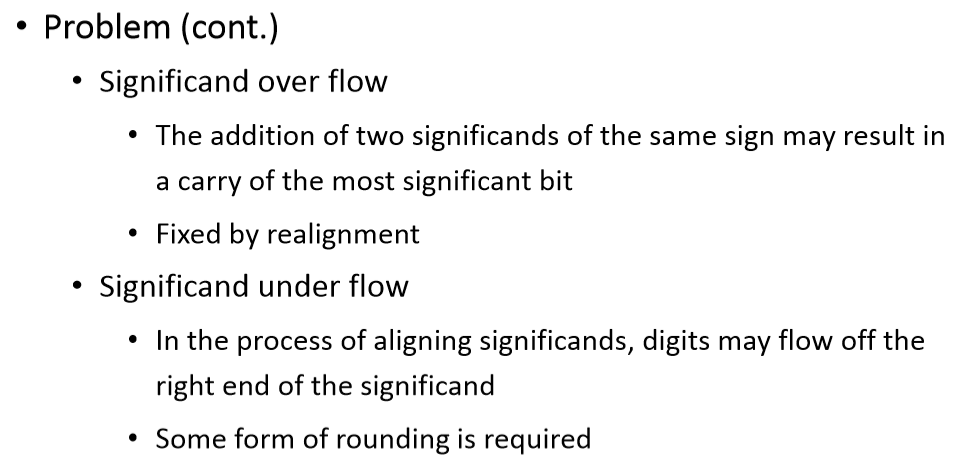 • Problem (cont.)
• Significand over flow
• The addition of two significands of the same sign may result in
a carry of the most significant bit
• Fixed by realignment
• Significand under flow
• In the process of aligning significands, digits may flow off the
right end of the significand
• Some form of rounding is required